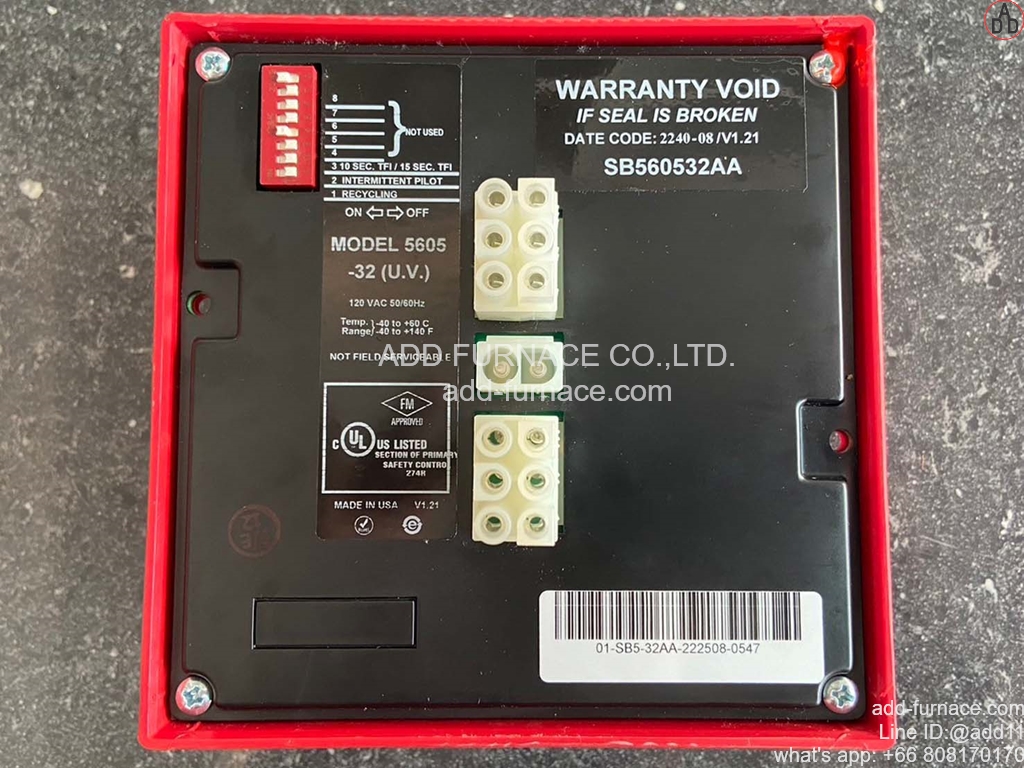 ADD
WARRANTY VOID
IF SEAL IS BROKEN
DATE CODE: 2240-08/V1.21
SB560532AA
8
7
6
5
4
NOT USED
3 10 SEC. TFI / 15 SEC. TFI
2 INTERMITTENT PILOT
1 RECYCLING
ON OFF
MODEL 5605
-32 (U.V.)
120 VAC 50/60Hz
Temp. -40 to +60 C
Range -40 to +140 F
NOT FIELD SERVICEABLE
ADD FURNACE CO.,LTD.
add-furnace.com
FM
APPROVED
C UL US LISTED
SECTION OF PRIMARY
SAFETY CONTROL
274H
MADE IN USA V1.21
01-SB5-32AA-222508-0547
add-furnace.com
Line ID:@add11
what's app: +66 808170170